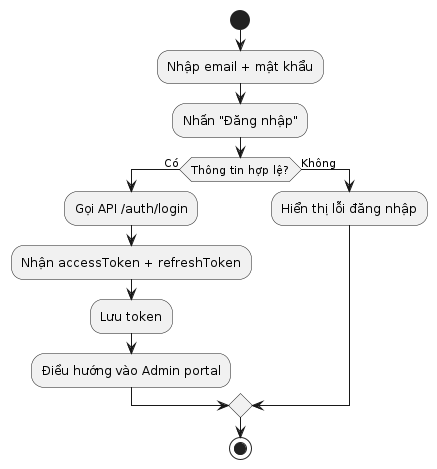 Nhập email + mật khẩu
Nhấn "Đăng nhập"
Có
Thông tin hợp lệ?
Không
Gọi API /auth/login
Hiển thị lỗi đăng nhập
Nhận accessToken + refreshToken
Lưu token
Điều hướng vào Admin portal